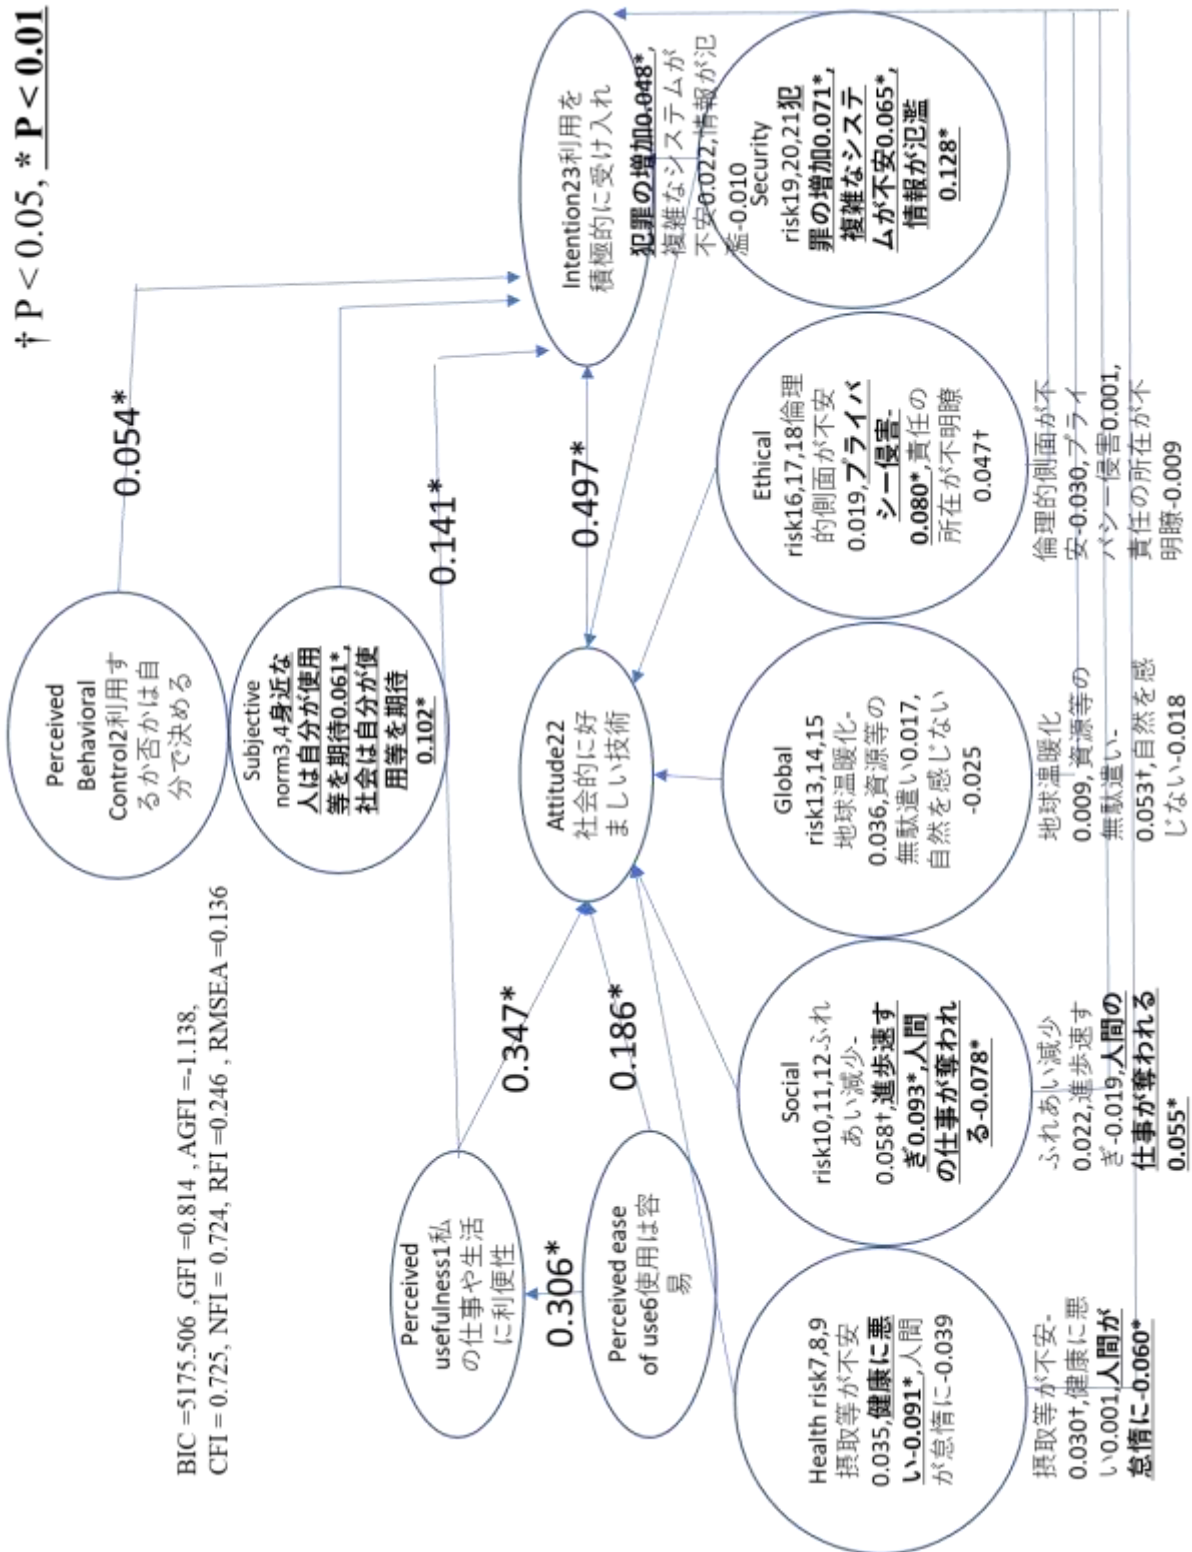 † P < 0.05, * P < 0.01
BIC =5175.506 ,GFI =0.814 , AGFI =-1.138,
CFI = 0.725, NFI = 0.724, RFI =0.246 , RMSEA =0.136
Perceived
Behavioral
Control2利用す
るか否かは自
分で決める
0.054*
Subjective
norm3,4身近な
人は自分が使用
等を期待0.061*,
社会は自分が使
用等を期待
0.102*
0.141*
Perceived
usefulness1私
の仕事や生活
に利便性
0.347*
0.306*
Perceived ease
of use6使用は容
易
0.186*
Attitude22
社会的に好
ましい技術
0.497*
Intention23利用を
積極的に受け入れ
犯罪の増加0.048*,
複雑なシステムが
不安0.022,情報が氾
濫-0.010
Health risk7,8,9
摂取等が不安
0.035,健康に悪
い-0.091*,人間
が怠惰に-0.039
Social
risk10,11,12-ふれ
あい減少-
0.058†,進歩速す
ぎ0.093*,人間
の仕事が奪われ
る-0.078*
Global
risk13,14,15
地球温暖化-
0.036,資源等の
無駄遣い0.017,
自然を感じない
-0.025
Ethical
risk16,17,18倫理
的側面が不安
0.019,プライバ
シー侵害-
0.080*,責任の
所在が不明瞭
0.047†
Security
risk19,20,21犯
罪の増加0.071*,
複雑なシステ
ムが不安0.065*,
情報が氾濫
0.128*
摂取等が不安-
0.030†,健康に悪
い0.001,人間が
怠惰に-0.060*
-ふれあい減少
0.022,進歩速す
ぎ-0.019,人間の
仕事が奪われる
0.055*
地球温暖化
0.009,資源等の
無駄遣い-
0.053†,自然を感
じない-0.018
倫理的側面が不
安-0.030,プライ
バシー侵害0.001,
責任の所在が不
明瞭-0.009